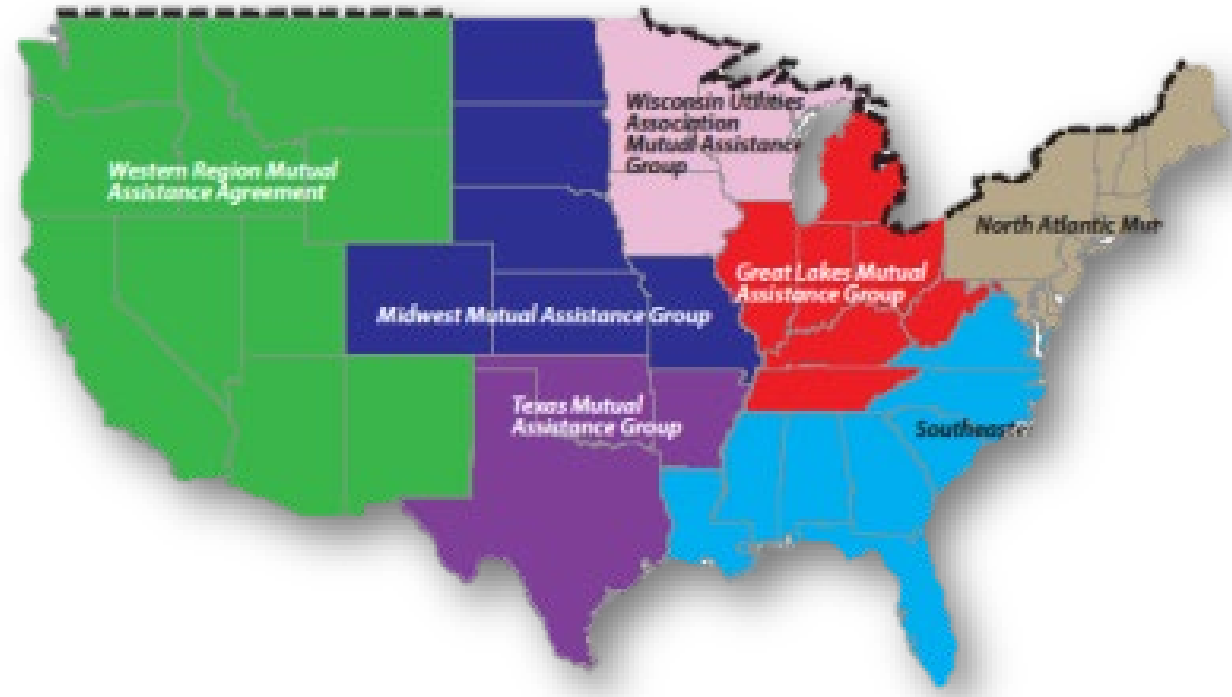 Wisconsin Utilities
Association
Mutual Assistance
Group
Western Region Mutual
Assistance Agreement
North Atlantic Mu
Great Lakes Mutual
Assistance Group
Midwest Mutual Assistance Group
Texas Mutual
Assistance Group
Southeaste